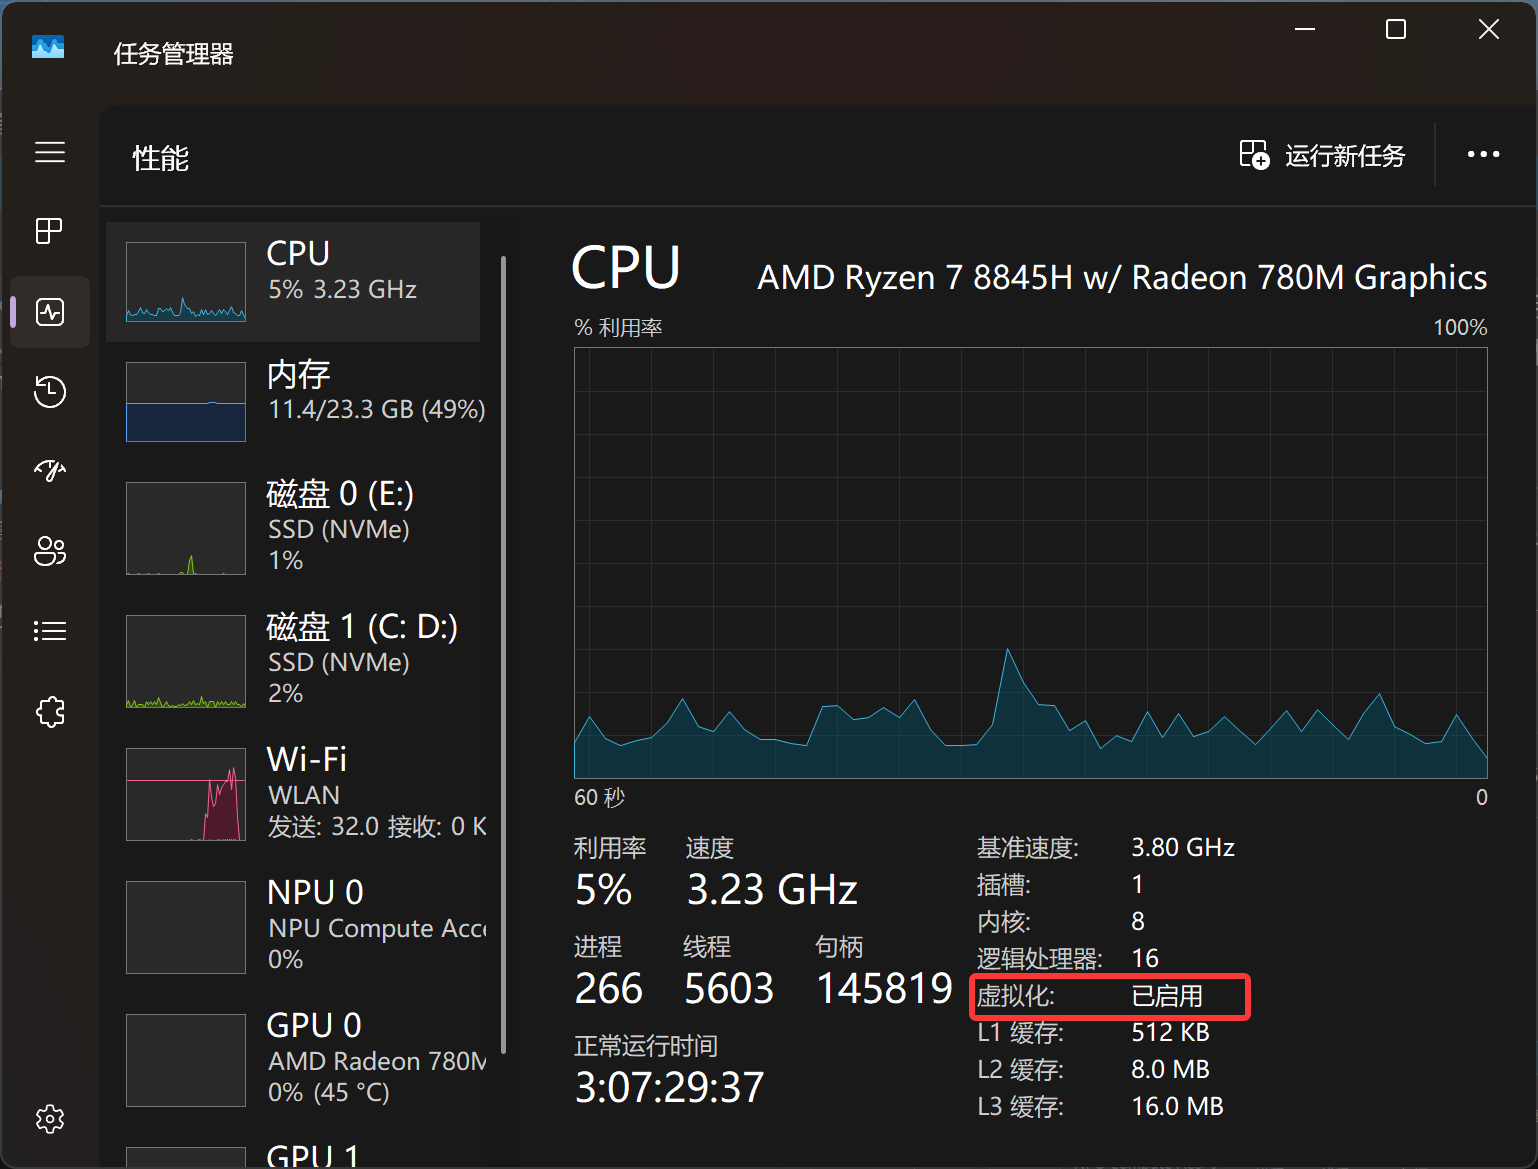 任务管理器
性能
运行新任务
CPU
5% 3.23 GHz
内存
11.4/23.3 GB (49%)
磁盘 0 (E:)
SSD (NVMe)
1%
磁盘 1 (C: D:)
SSD (NVMe)
2%
Wi-Fi
WLAN
发送: 32.0 接收: 0 K
NPU 0
NPU Compute Acce
0%
GPU 0
AMD Radeon 780M
0% (45 °C)
GPU 1
CPU
AMD Ryzen 7 8845H w/ Radeon 780M Graphics
% 利用率 100%
60 秒 0
利用率 速度
5% 3.23 GHz
进程 线程 句柄
266 5603 145819
正常运行时间
3:07:29:37
基准速度: 3.80 GHz
插槽: 1
内核: 8
逻辑处理器: 16
虚拟化: 已启用
L1 缓存: 512 KB
L2 缓存: 8.0 MB
L3 缓存: 16.0 MB